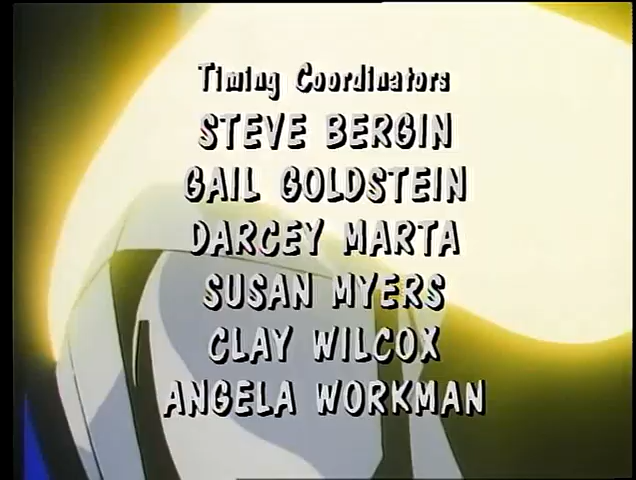 Timing Coordinators
STEVE BERGIN
GAIL GOLDSTEIN
DARCEY MARTA
SUSAN MYERS
CLAY WILCOX
ANGELA WORKMAN